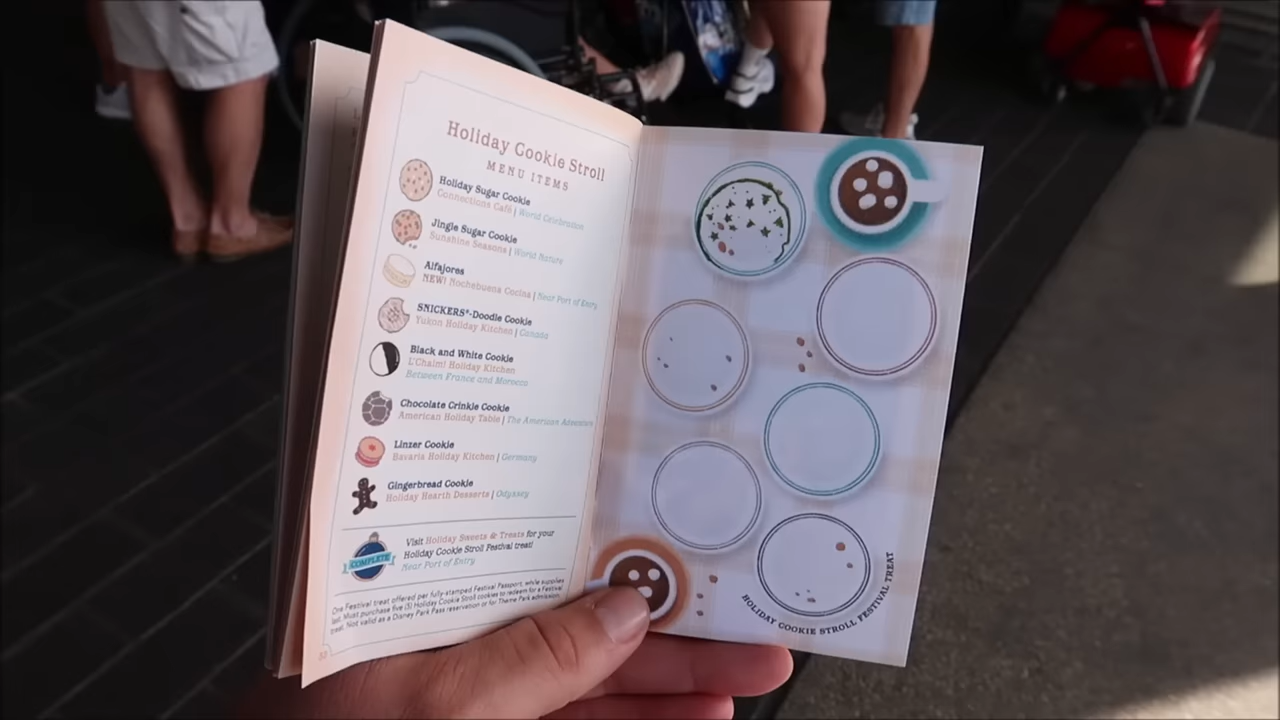 Holiday Cookie Stroll
MENU ITEMS
Holiday Sugar Cookie
Connections Café | World Celebration
Jingle Sugar Cookie
Sunshine Seasons | World Nature
Alfajores
NEW! Nochebuena Cocina | Near Port of Entry
SNICKERS®-Doodle Cookie
Yukon Holiday Kitchen | Canada
Black and White Cookie
L'Chaim! Holiday Kitchen
Between France and Morocco
Chocolate Crinkle Cookie
American Holiday Table | The American Adventure
Linzer Cookie
Bavaria Holiday Kitchen | Germany
Gingerbread Cookie
Holiday Hearth Desserts | Odyssey
COMPLETE
Visit Holiday Sweets & Treats for your
Holiday Cookie Stroll Festival treat!
Near Port of Entry
One Festival treat offered per fully-stamped Festival Passport, while supplies
last. Must purchase five (5) Holiday Cookie Stroll cookies to redeem for a Festival
treat. Not valid as a Disney Park Pass reservation or for Theme Park admission.
HOLIDAY COOKIE STROLL FESTIVAL TREAT